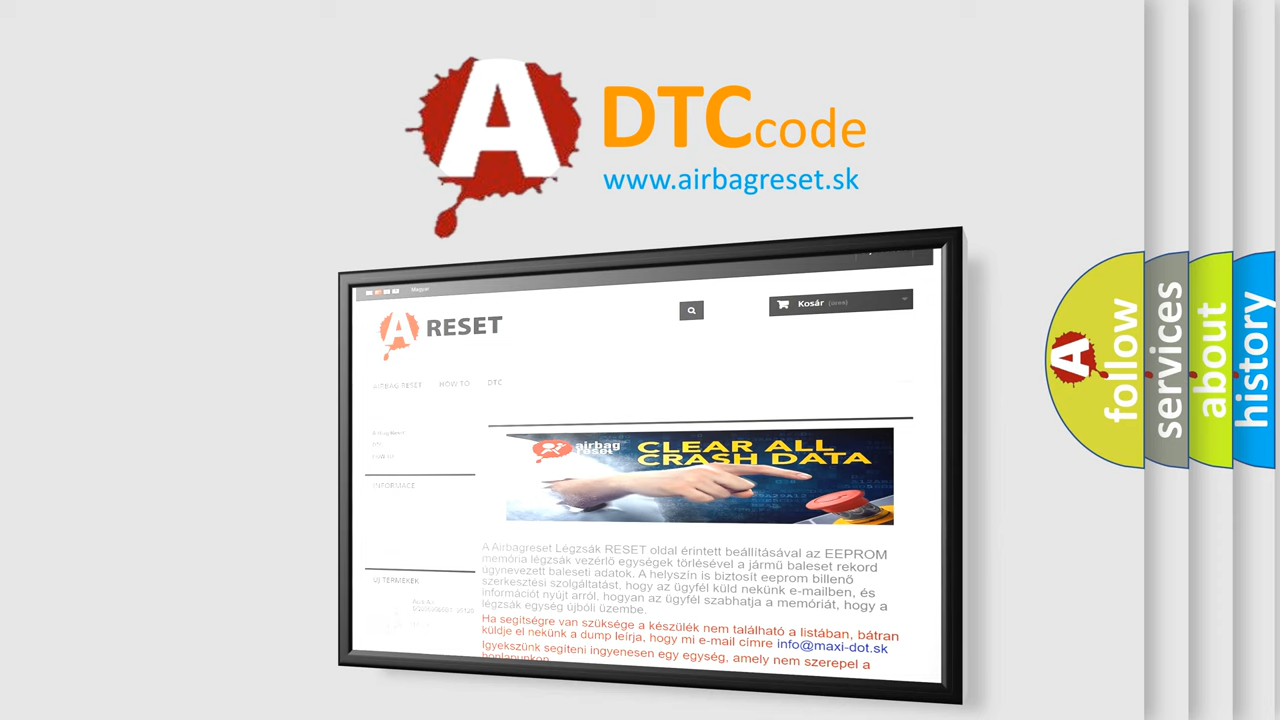 A
DTCcode
www.airbagreset.sk
Magyar
Kosár (üres)
A RESET
AIRBAG RESET HOW TO DTC
DTC
INFORMACE
ÚJ TERMÉKEK
airbag
reset
CLEAR ALL
CRASH DATA
A Airbagreset Légzsák RESET oldal érintett beállításával az EEPROM
memória légzsák vezérlő egységek törlésével a jármű baleset rekord
úgynevezett baleseti adatok. A helyszín is biztosít eeprom billenő
szerkesztési szolgáltatást, hogy az ügyfél küld nekünk e-mailben, és
információt nyújt arról, hogyan az ügyfél szabhatja a memóriát, hogy a
légzsák egység újbóli üzembe.
Ha segítségre van szüksége a készülék nem található a listában, bátran
küldje el nekünk a dump leírja, hogy mi e-mail címre info@maxi-dot.sk
Igyekszünk segíteni ingyenesen egy egység, amely nem szerepel a
honlapunkon
A follow
services
about
history